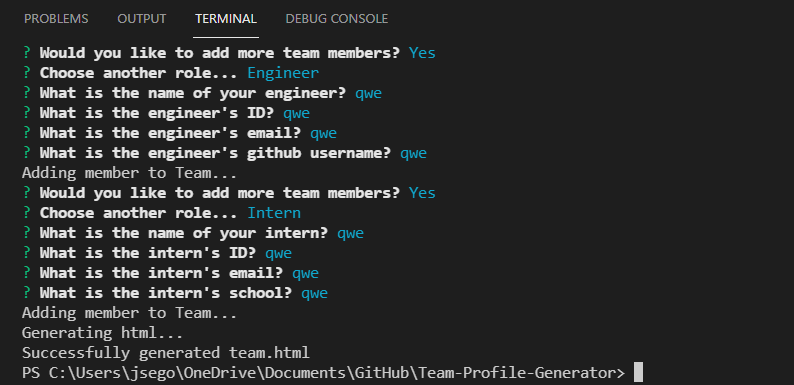 PROBLEMS OUTPUT TERMINAL DEBUG CONSOLE
? Would you like to add more team members? Yes
? Choose another role... Engineer
? What is the name of your engineer? qwe
? What is the engineer's ID? qwe
? What is the engineer's email? qwe
? What is the engineer's github username? qwe
Adding member to Team...
? Would you like to add more team members? Yes
? Choose another role... Intern
? What is the name of your intern? qwe
? What is the intern's ID? qwe
? What is the intern's email? qwe
? What is the intern's school? qwe
Adding member to Team...
Generating html...
Successfully generated team.html
PS C:\Users\jsego\OneDrive\Documents\GitHub\Team-Profile-Generator>